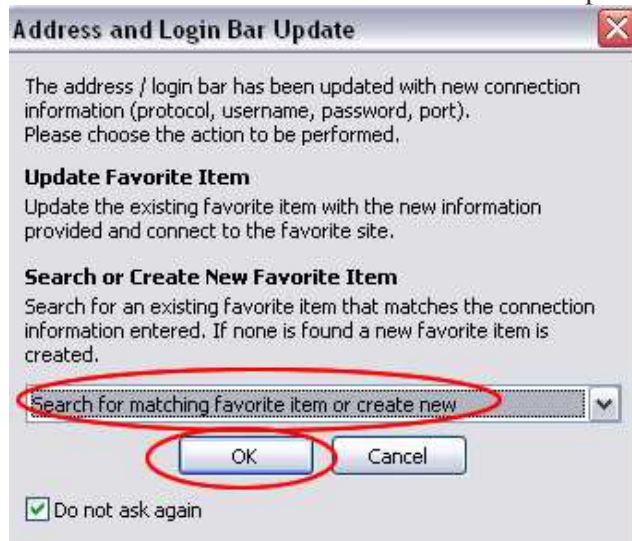 Address and Login Bar Update
The address / login bar has been updated with new connection
information (protocol, username, password, port).
Please choose the action to be performed.
Update Favorite Item
Update the existing favorite item with the new information
provided and connect to the favorite site.
Search or Create New Favorite Item
Search for an existing favorite item that matches the connection
information entered. If none is found a new favorite item is
created.
Search for matching favorite item or create new
OK Cancel
Do not ask again